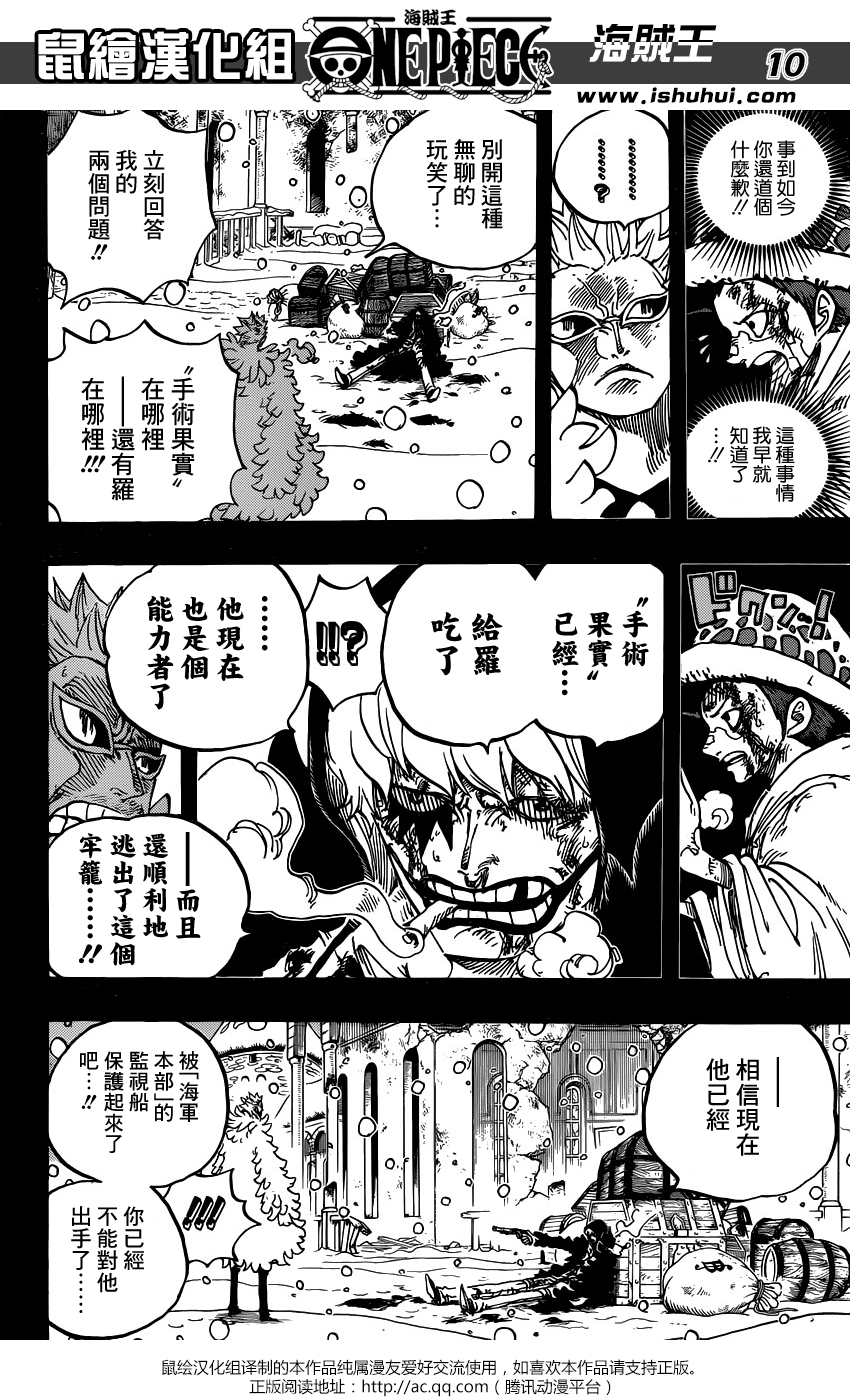 鼠繪漢化組
海賊王
ONE PIECE
海賊王
10
www.ishuhui.com
事到如今
你還道個
什麼歉!!
這種事情
我早就
知道了
…!!
………
………?
別開這種
無聊的
玩笑了…
立刻回答
我的
兩個問題!!
“手術果實”
在哪裡
——還有羅
在哪裡!!!
ドクン!
“手術
果實”
已經…
給羅
吃了
!!?
……
他現在
也是個
能力者了
——而且
還順利地
逃出了這個
牢籠……!!
——
相信現在
他已經
被「海軍
本部」的
監視船
保護起來了
吧…!!
!!!
你已經
不能對他
出手了……
鼠绘汉化组译制的本作品纯属漫友爱好交流使用，如喜欢本作品请支持正版。
正版阅读地址：http://ac.qq.com（腾讯动漫平台）